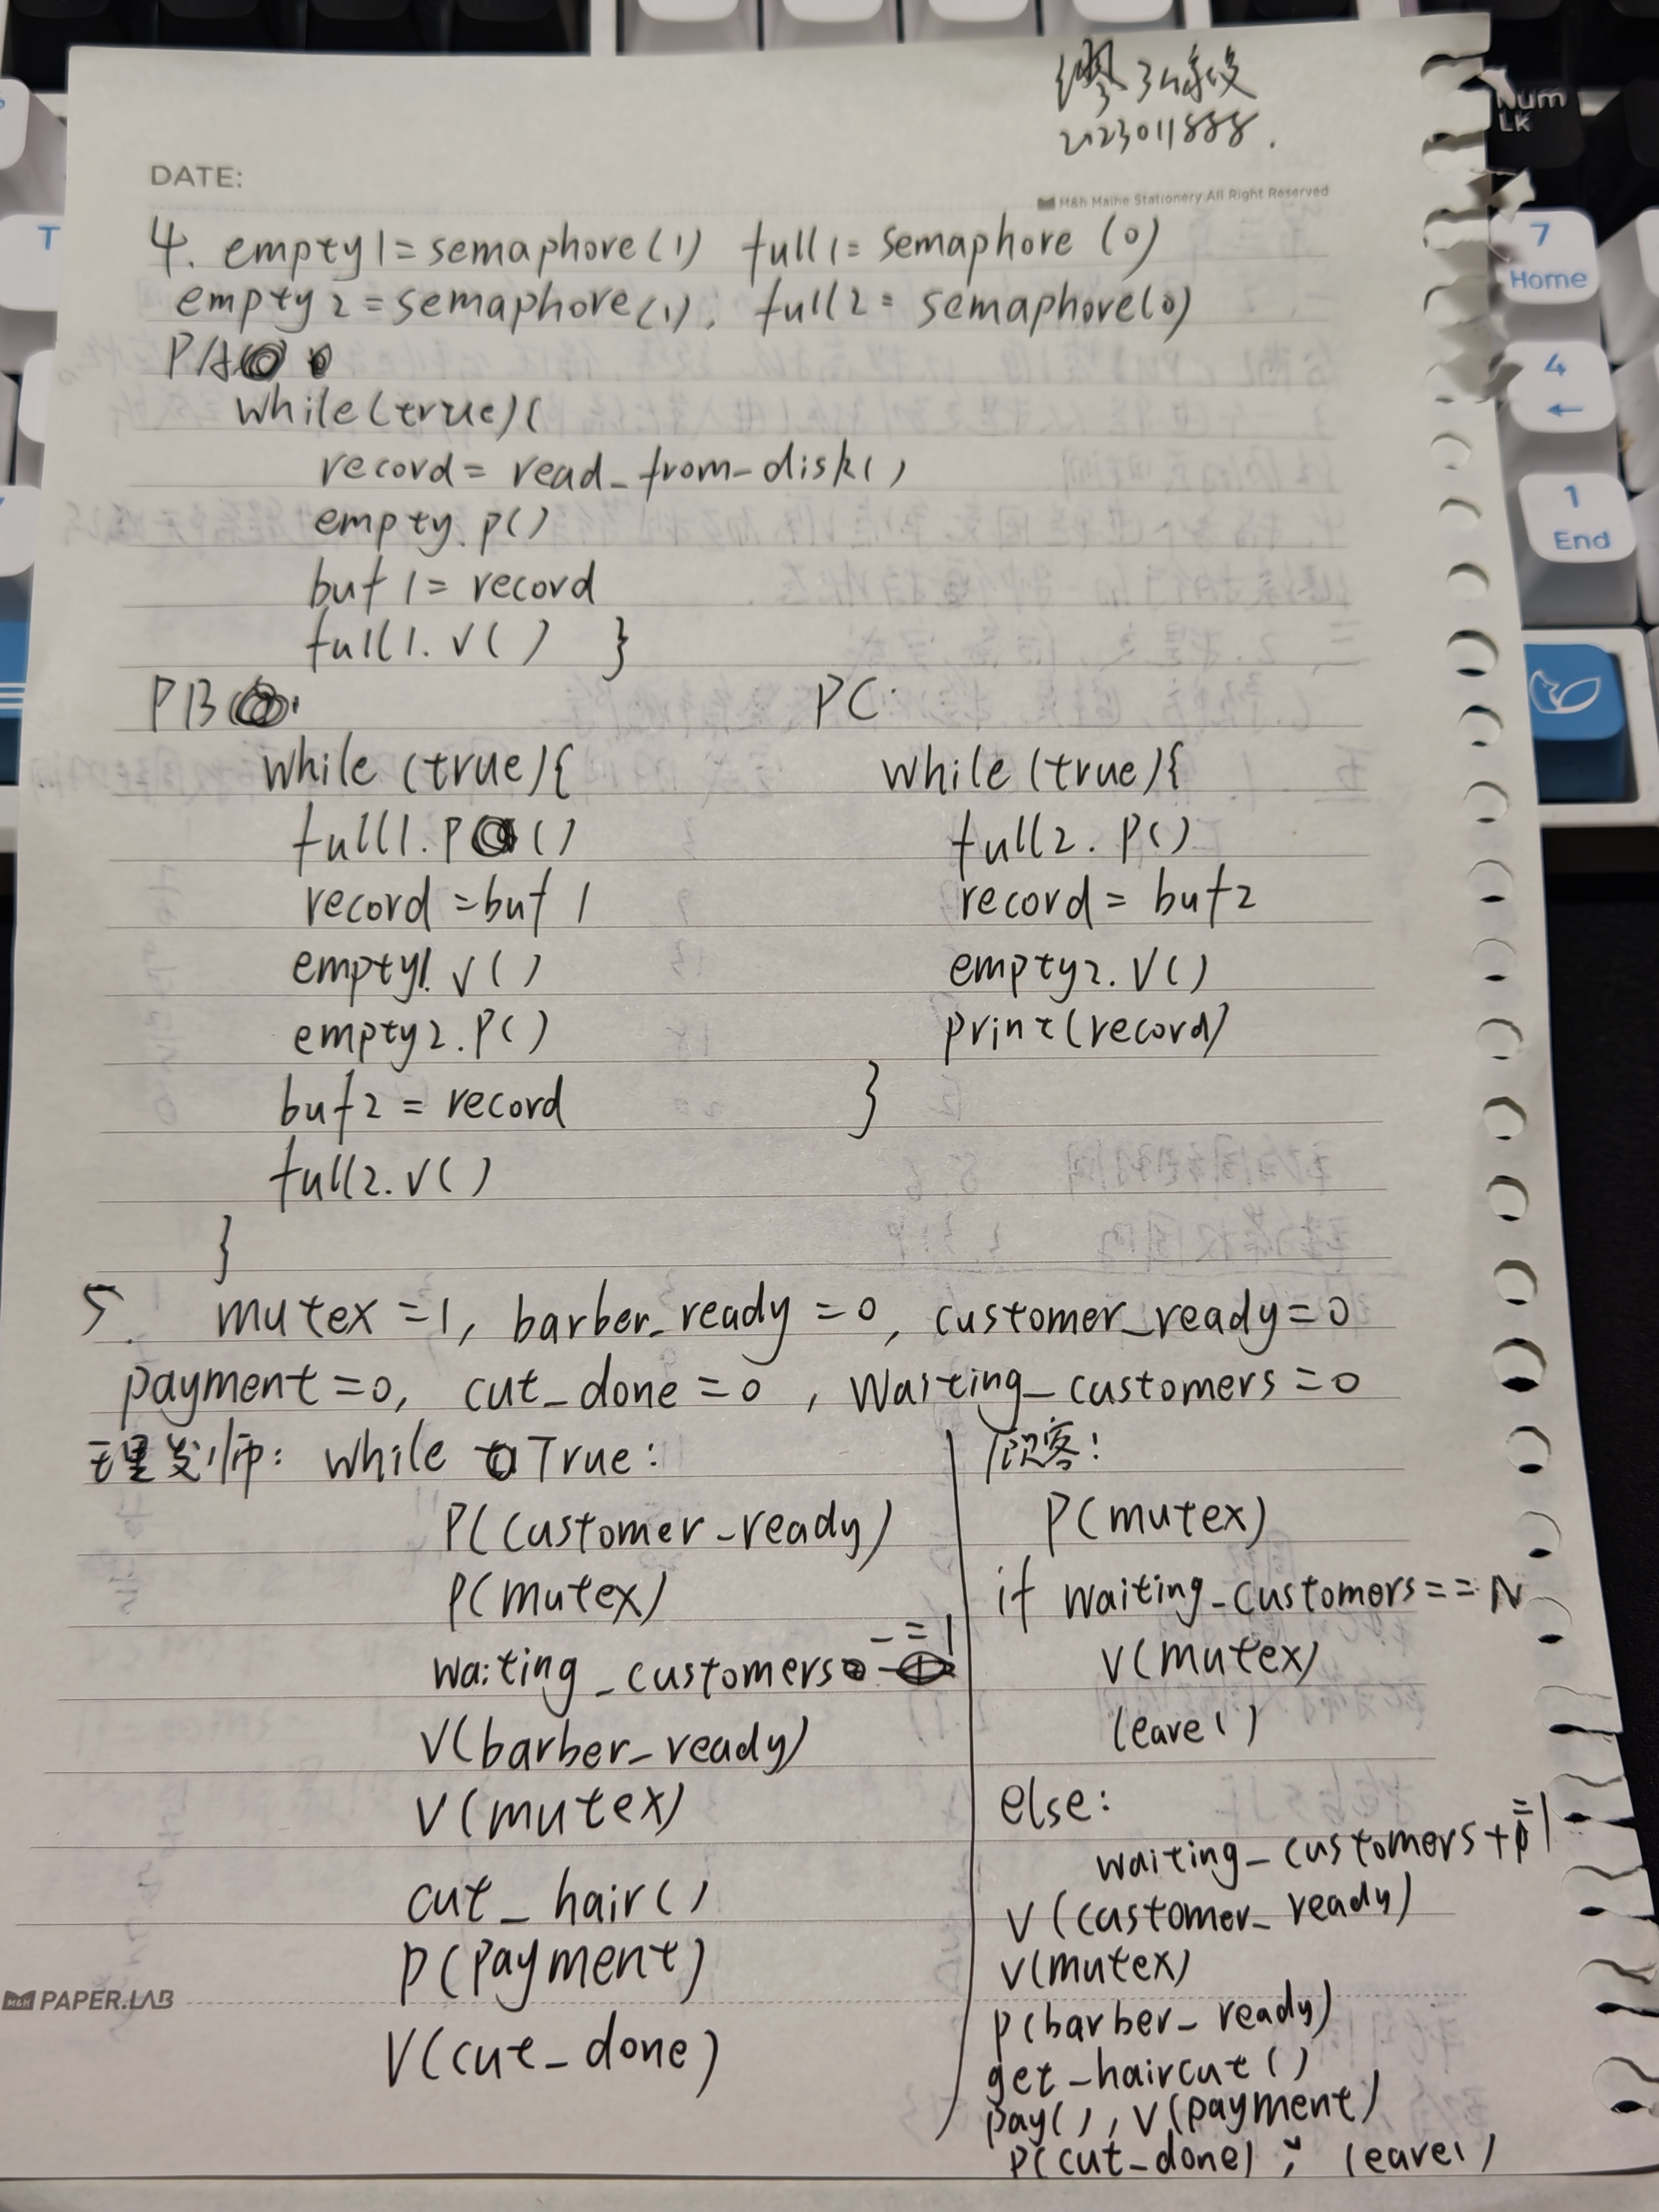 2023011888.
DATE:
M&h Maihe Stationery All Right Reserved
4. empty1=semaphore(1) full1=semaphore(0)
empty2=semaphore(1), full2=semaphore(0)
PA
while(true){
record=read_from_disk()
empty.p()
buf1=record
full1.v() }
PB:
while (true){
full1.P()
record=buf1
empty1.v()
empty2.P()
buf2=record
full2.v()
}
PC:
while(true){
full2.P()
record=buf2
empty2.V()
print(record)
}
5. mutex=1, barber_ready=0, customer_ready=0
payment=0, cut_done=0, waiting_customers=0
理发师: while True:
P(customer_ready)
P(mutex)
waiting_customers-=1
V(barber_ready)
V(mutex)
cut_hair()
P(payment)
V(cut_done)
顾客:
P(mutex)
if waiting_customers==N
V(mutex)
leave()
else:
waiting_customers+=1
V(customer_ready)
V(mutex)
P(barber_ready)
get_haircut()
pay(), V(payment)
P(cut_done); leave()
M&h PAPER.LAB
Num
LK
7
Home
4
←
1
End
T